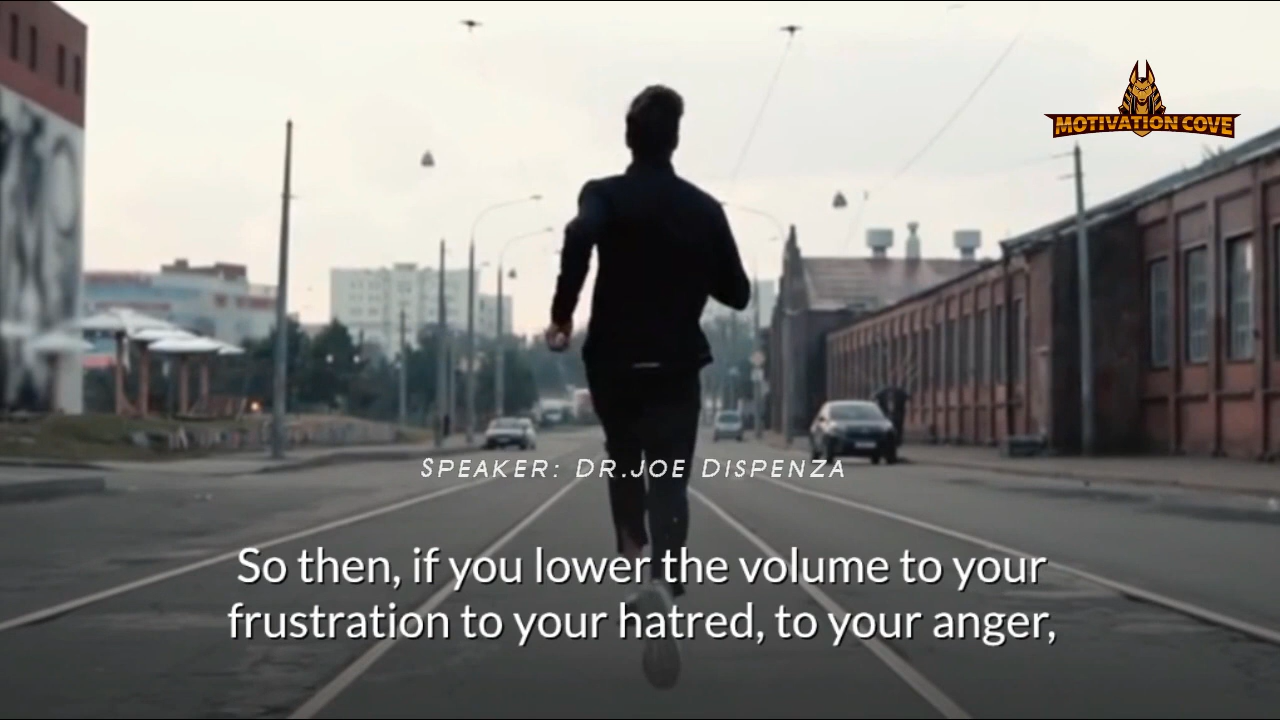 MOTIVATION COVE
SPEAKER: DR.JOE DISPENZA
So then, if you lower the volume to your
frustration to your hatred, to your anger,